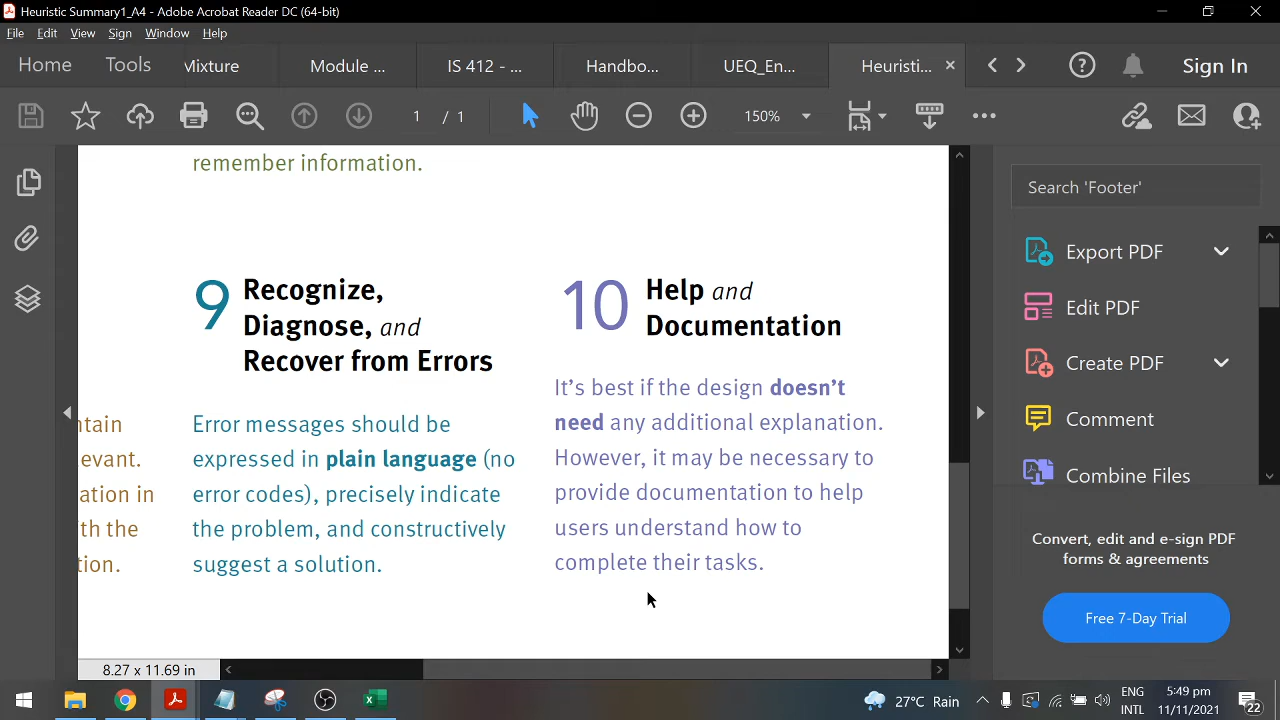 Heuristic Summary1_A4 - Adobe Acrobat Reader DC (64-bit)
File Edit View Sign Window Help
Home Tools Mixture Module ... IS 412 - ... Handbo... UEQ_En... Heuristi... Sign In
1 / 1 150%
remember information.
Search 'Footer'
Export PDF
Edit PDF
Create PDF
Comment
Combine Files
Convert, edit and e-sign PDF
forms & agreements
Free 7-Day Trial
ntain
evant.
ation in
th the
tion.
9 Recognize,
Diagnose, and
Recover from Errors
Error messages should be
expressed in plain language (no
error codes), precisely indicate
the problem, and constructively
suggest a solution.
10 Help and
Documentation
It's best if the design doesn't
need any additional explanation.
However, it may be necessary to
provide documentation to help
users understand how to
complete their tasks.
8.27 x 11.69 in
27°C Rain
ENG
INTL
5:49 pm
11/11/2021
22